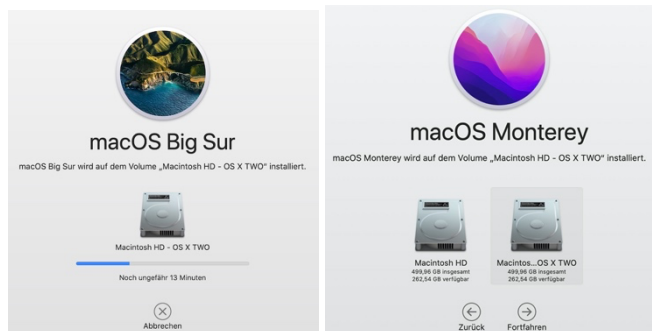 macOS Big Sur
macOS Big Sur wird auf dem Volume „Macintosh HD - OS X TWO“ installiert.
Macintosh HD - OS X TWO
Noch ungefähr 13 Minuten
Abbrechen
macOS Monterey
macOS Monterey wird auf dem Volume „Macintosh HD - OS X TWO“ installiert.
Macintosh HD
499,96 GB insgesamt
262,54 GB verfügbar
Macintos...OS X TWO
499,96 GB insgesamt
262,54 GB verfügbar
Zurück
Fortfahren